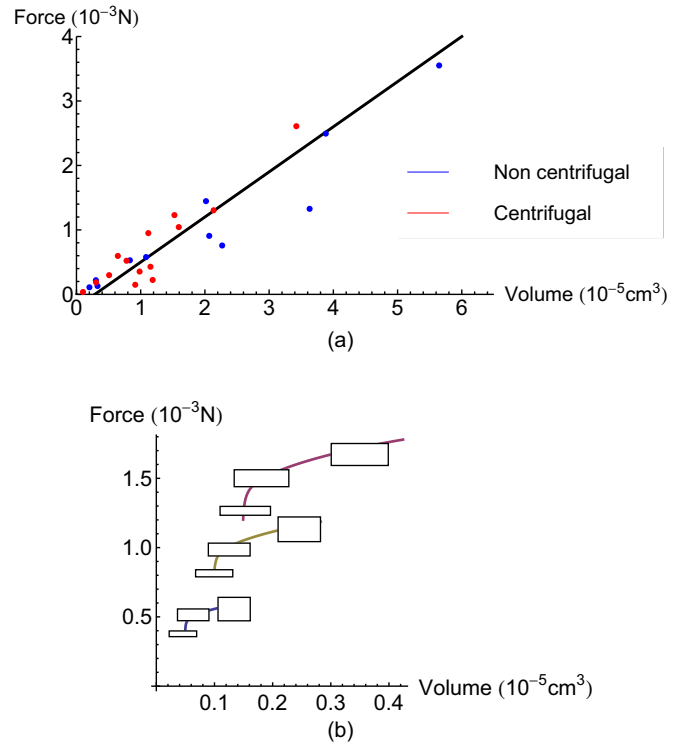 Force (10⁻³N)
4
3
2
1
0
0 1 2 3 4 5 6
Volume (10⁻⁵cm³)
Non centrifugal
Centrifugal
(a)
Force (10⁻³N)
1.5
1.0
0.5
0.1 0.2 0.3 0.4
Volume (10⁻⁵cm³)
(b)